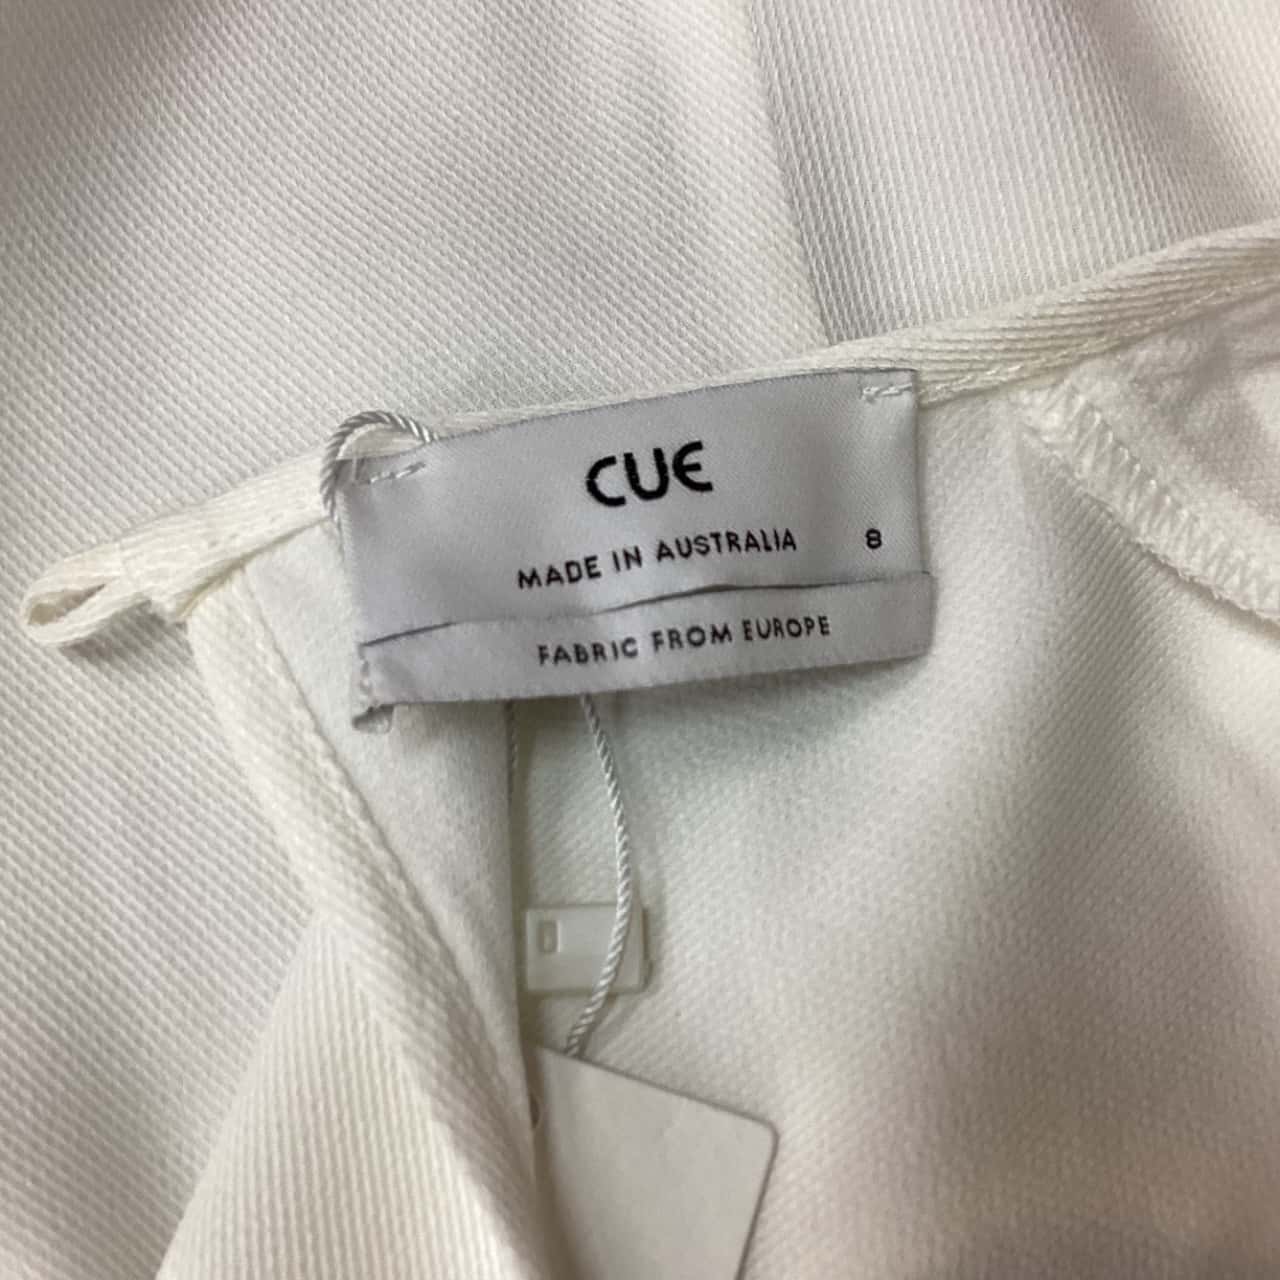 CUE
MADE IN AUSTRALIA 8
FABRIC FROM EUROPE